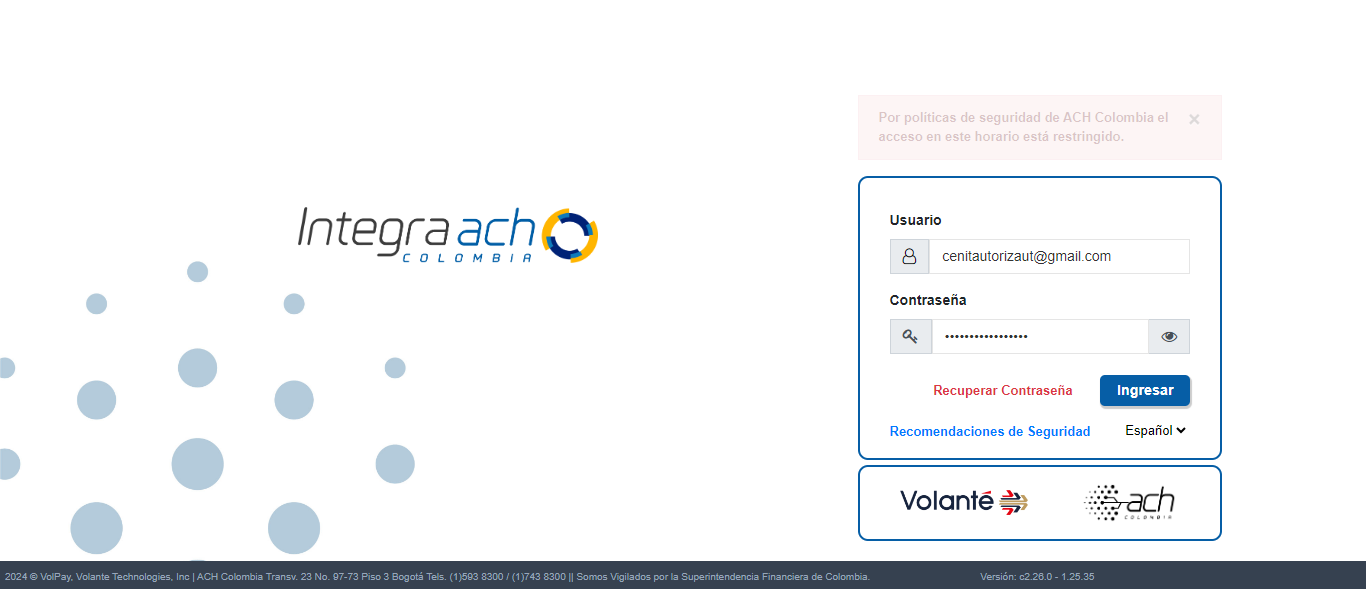 Por políticas de seguridad de ACH Colombia el
acceso en este horario está restringido.
×
Integra ach
COLOMBIA
Usuario
cenitautorizaut@gmail.com
Contraseña
•••••••••••••••••
Recuperar Contraseña
Ingresar
Recomendaciones de Seguridad
Español
Volanté
ach
COLOMBIA
2024 © VolPay, Volante Technologies, Inc | ACH Colombia Transv. 23 No. 97-73 Piso 3 Bogotá Tels. (1)593 8300 / (1)743 8300 || Somos Vigilados por la Superintendencia Financiera de Colombia.
Versión: c2.26.0 - 1.25.35